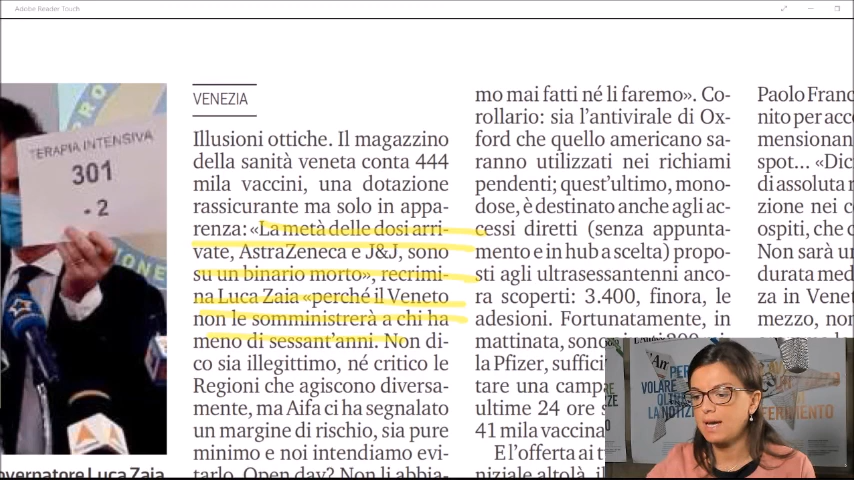 Adobe Reader Touch
TERAPIA INTENSIVA
301
- 2
ENTION
overnatore Luca Zaia
VENEZIA
Illusioni ottiche. Il magazzino
della sanità veneta conta 444
mila vaccini, una dotazione
rassicurante ma solo in appa-
renza: «La metà delle dosi arri-
vate, AstraZeneca e J&J, sono
su un binario morto», recrimi-
na Luca Zaia «perché il Veneto
non le somministrerà a chi ha
meno di sessant'anni. Non di-
co sia illegittimo, né critico le
Regioni che agiscono diversa-
mente, ma Aifa ci ha segnalato
un margine di rischio, sia pure
minimo e noi intendiamo evi-
tarlo. Open day? Non li abbia-
mo mai fatti né li faremo». Co-
rollario: sia l'antivirale di Ox-
ford che quello americano sa-
ranno utilizzati nei richiami
pendenti; quest'ultimo, mono-
dose, è destinato anche agli ac-
cessi diretti (senza appunta-
mento e in hub a scelta) propo-
sti agli ultrasessantenni anco-
ra scoperti: 3.400, finora, le
adesioni. Fortunatamente, in
mattinata, sono
la Pfizer, suffici
tare una camp
ultime 24 ore s
41 mila vaccina
E l'offerta ai t
niziale altolà, i
Paolo Franc
nito per acc
mensionan
spot... «Dic
di assoluta r
zione nei c
ospiti, che c
Non sarà u
durata med
za in Venet
mezzo, non
PER
VOLARE
OLTRE
LA NOTIZIA
RIFERIMENTO